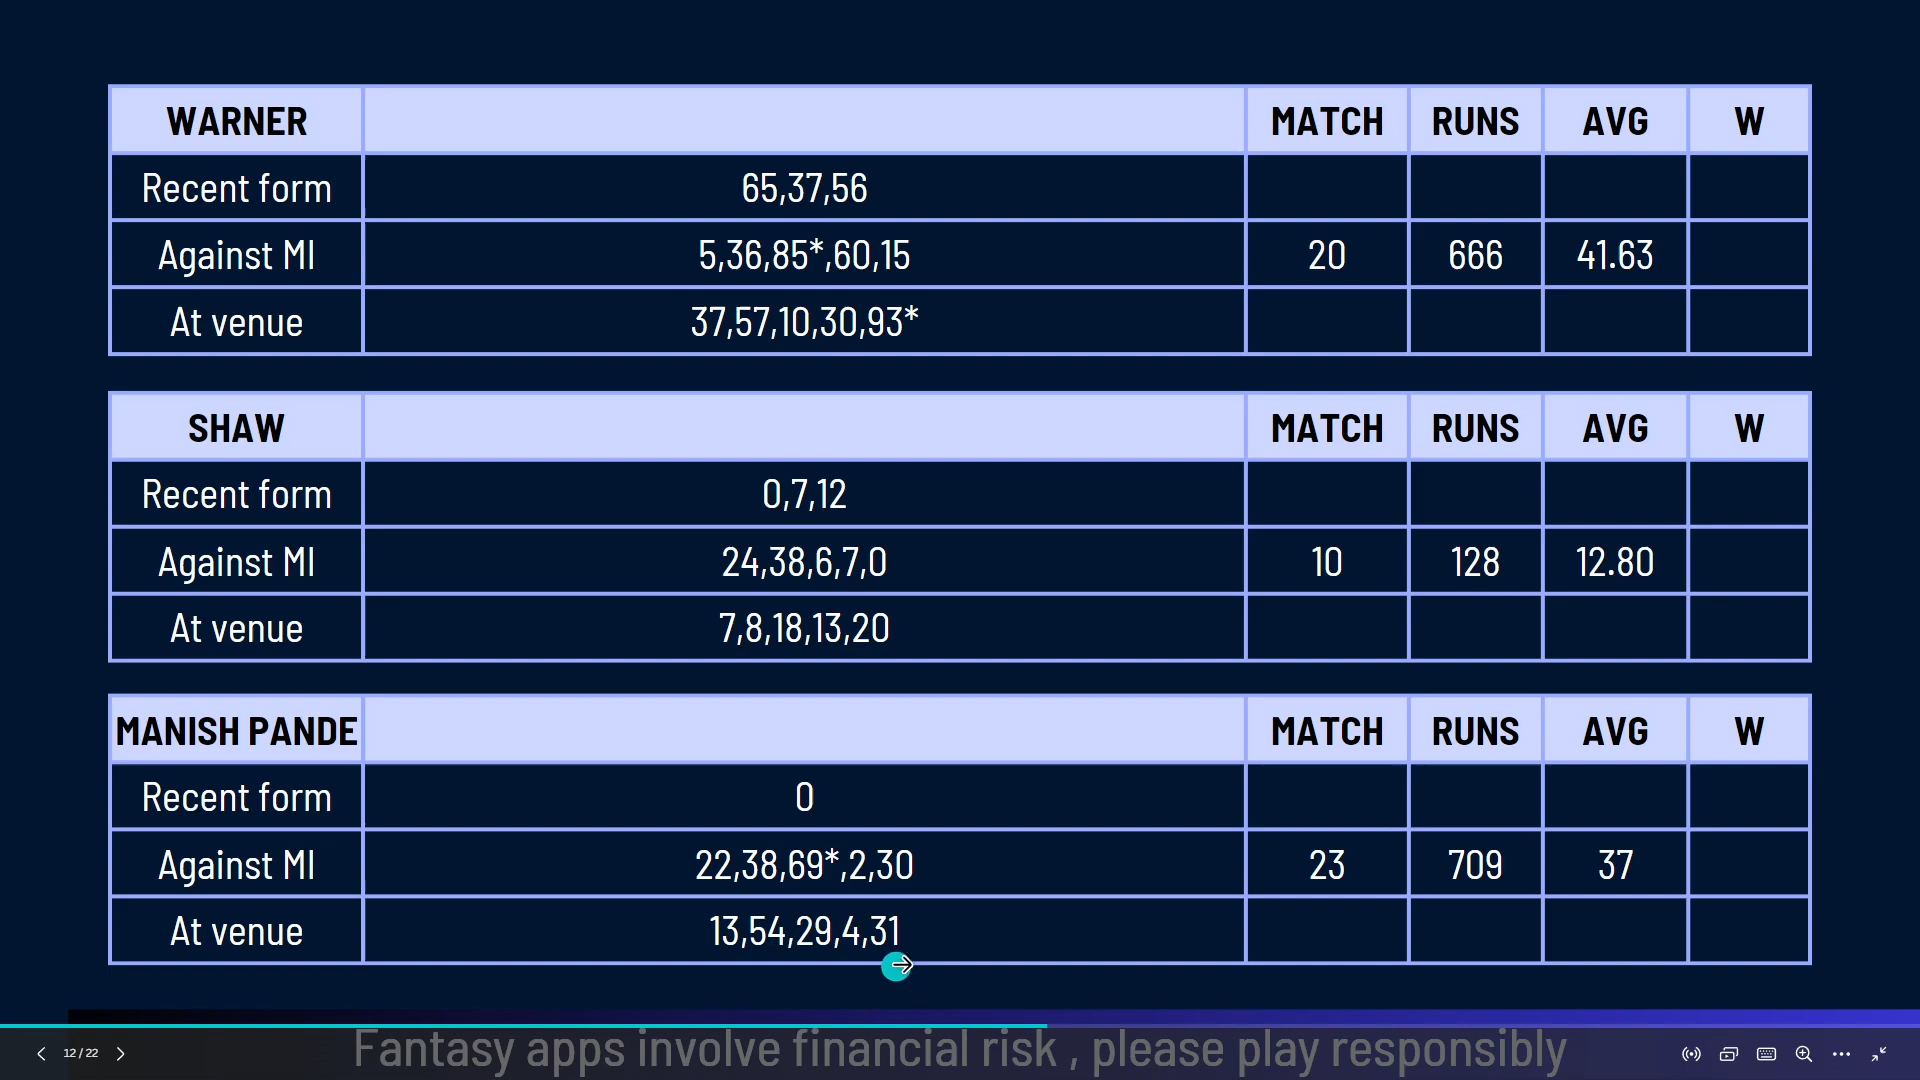 WARNER MATCH RUNS AVG W
Recent form 65,37,56
Against MI 5,36,85*,60,15 20 666 41.63
At venue 37,57,10,30,93*
SHAW MATCH RUNS AVG W
Recent form 0,7,12
Against MI 24,38,6,7,0 10 128 12.80
At venue 7,8,18,13,20
MANISH PANDE MATCH RUNS AVG W
Recent form 0
Against MI 22,38,69*,2,30 23 709 37
At venue 13,54,29,4,31
Fantasy apps involve financial risk , please play responsibly
12 / 22